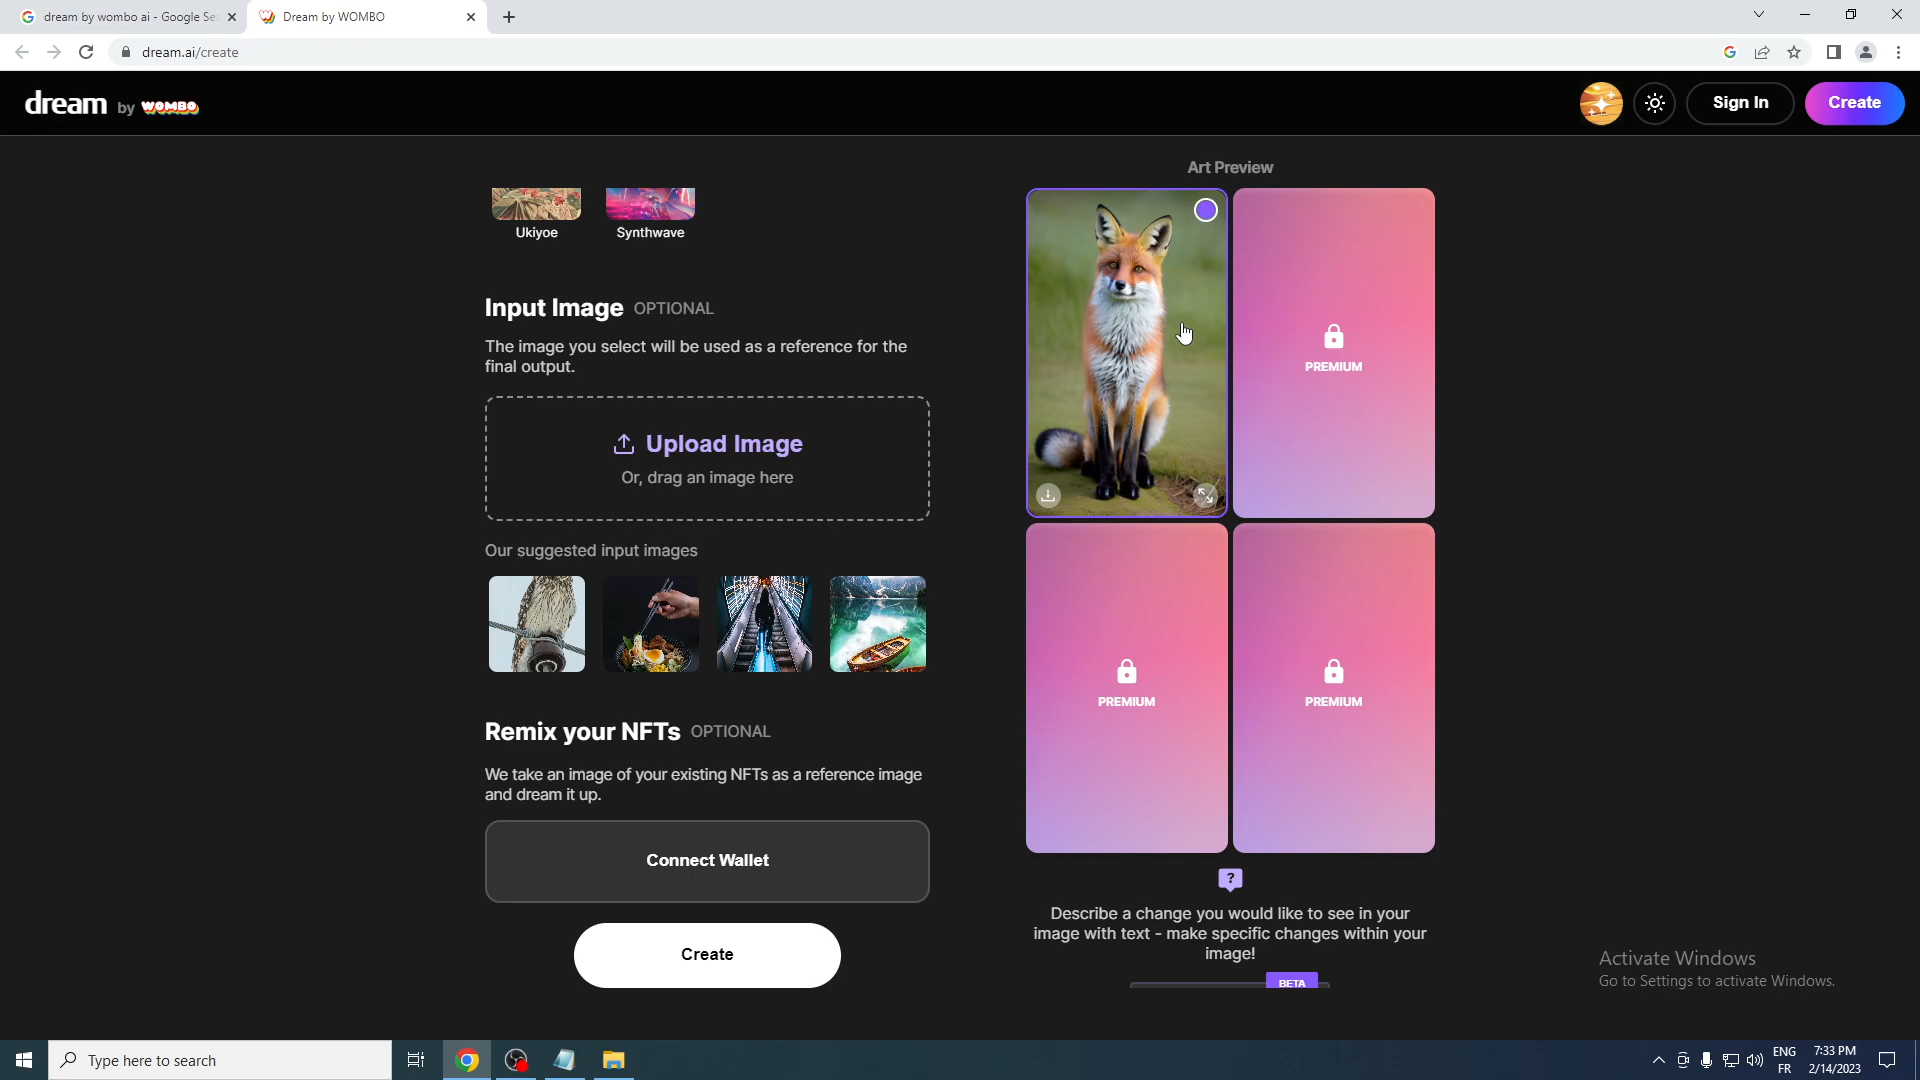 dream by wombo ai - Google Se
Dream by WOMBO
dream.ai/create
dream by WOMBO
Sign In
Create
Art Preview
Ukiyoe
Synthwave
Input Image OPTIONAL
The image you select will be used as a reference for the
final output.
Upload Image
Or, drag an image here
Our suggested input images
Remix your NFTs OPTIONAL
We take an image of your existing NFTs as a reference image
and dream it up.
Connect Wallet
Create
PREMIUM
PREMIUM
PREMIUM
?
Describe a change you would like to see in your
image with text - make specific changes within your
image!
BETA
Activate Windows
Go to Settings to activate Windows.
Type here to search
ENG
FR
7:33 PM
2/14/2023